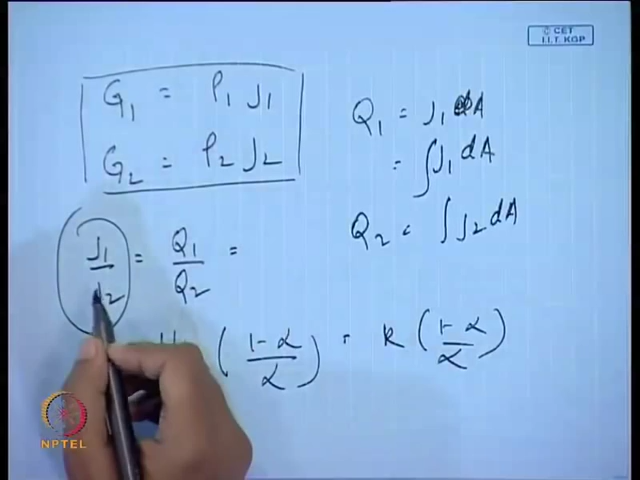 © CET
I.I.T. KGP
G₁ = ρ₁ J₁
G₂ = ρ₂ J₂
Q₁ = J₁ dA
= ∫J₁ dA
Q₂ = ∫J₂ dA
J₁/J₂ = Q₁/Q₂ =
(1-α/α) = K (1-α/α)
NPTEL